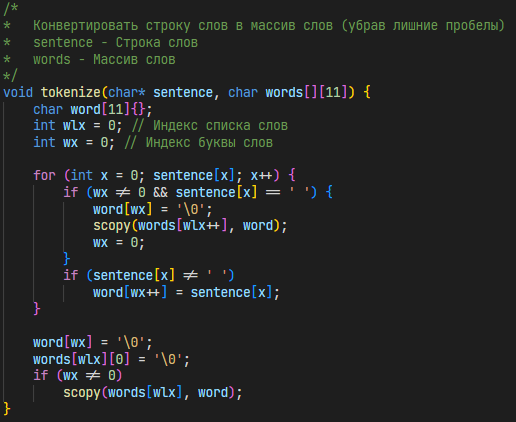 /*
*   Конвертировать строку слов в массив слов (убрав лишние пробелы)
*   sentence - Строка слов
*   words - Массив слов
*/
void tokenize(char* sentence, char words[][11]) {
    char word[11]{};
    int wlx = 0; // Индекс списка слов
    int wx = 0; // Индекс буквы слов

    for (int x = 0; sentence[x]; x++) {
        if (wx != 0 && sentence[x] == ' ') {
            word[wx] = '\0';
            scopy(words[wlx++], word);
            wx = 0;
        }
        if (sentence[x] != ' ')
            word[wx++] = sentence[x];
    }

    word[wx] = '\0';
    words[wlx][0] = '\0';
    if (wx != 0)
        scopy(words[wlx], word);
}